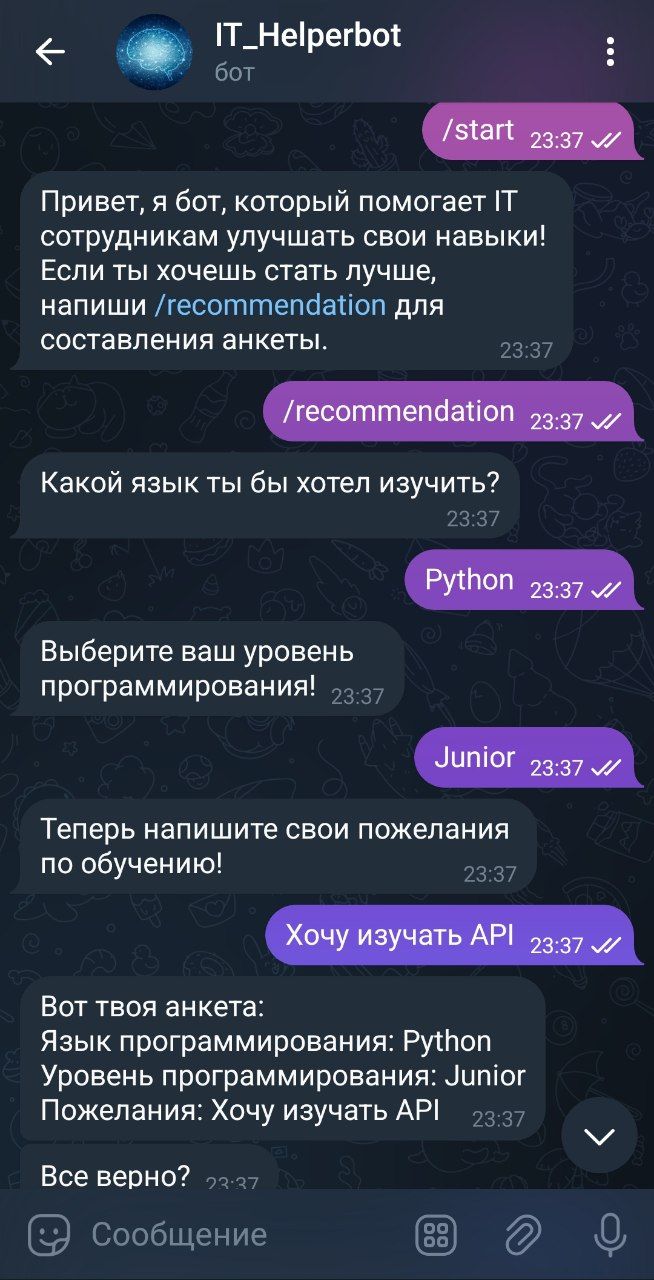 IT_Helperbot
бот
/start 23:37
Привет, я бот, который помогает IT
сотрудникам улучшать свои навыки!
Если ты хочешь стать лучше,
напиши /recommendation для
составления анкеты. 23:37
/recommendation 23:37
Какой язык ты бы хотел изучить?
23:37
Python 23:37
Выберите ваш уровень
программирования! 23:37
Junior 23:37
Теперь напишите свои пожелания
по обучению! 23:37
Хочу изучать API 23:37
Вот твоя анкета:
Язык программирования: Python
Уровень программирования: Junior
Пожелания: Хочу изучать API 23:37
Все верно? 23:37
Сообщение